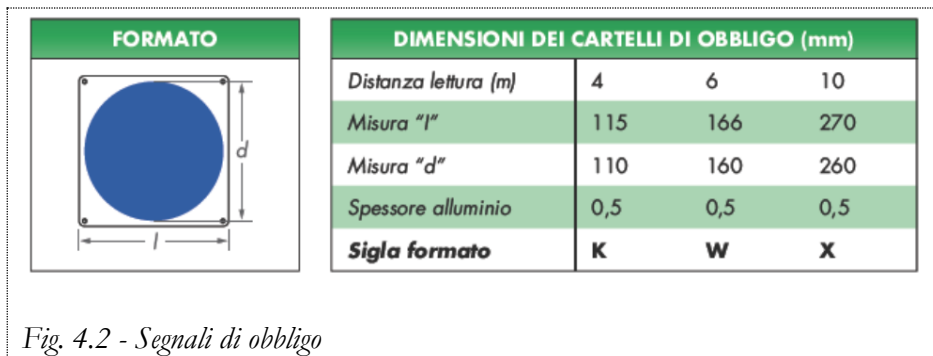 FORMATO
d
l
DIMENSIONI DEI CARTELLI DI OBBLIGO (mm)
Distanza lettura (m) 4 6 10
Misura “l” 115 166 270
Misura “d” 110 160 260
Spessore alluminio 0,5 0,5 0,5
Sigla formato K W X
Fig. 4.2 - Segnali di obbligo